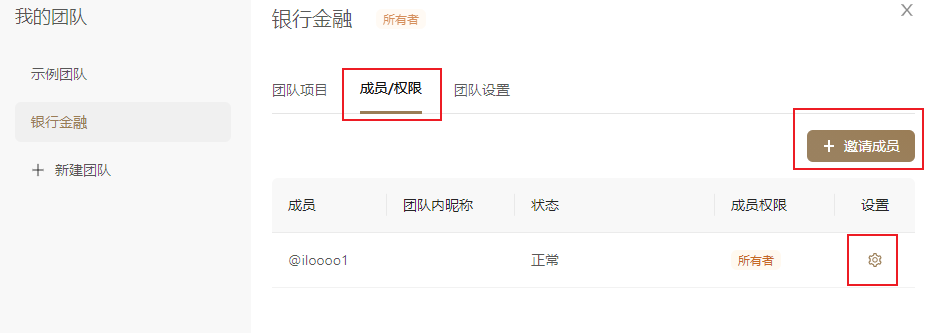 我的团队
示例团队
银行金融
+ 新建团队
银行金融 所有者
团队项目 成员/权限 团队设置
+ 邀请成员
成员 团队内昵称 状态 成员权限 设置
@iloooo1 正常 所有者